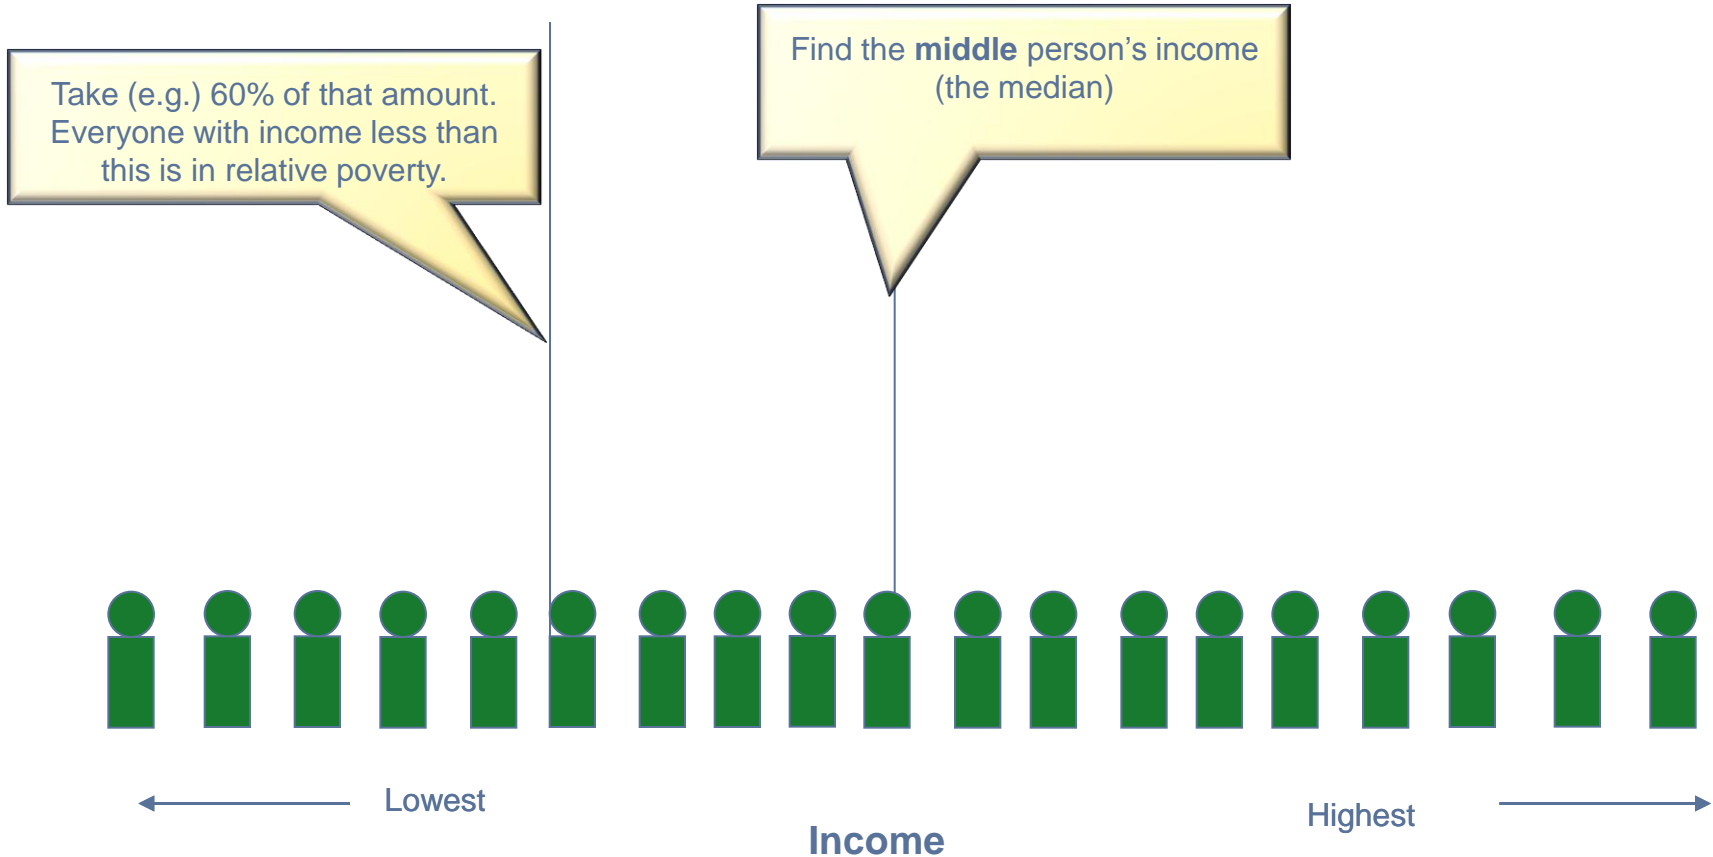 Take (e.g.) 60% of that amount.
Everyone with income less than
this is in relative poverty.
Find the middle person’s income
(the median)
Lowest
Highest
Income